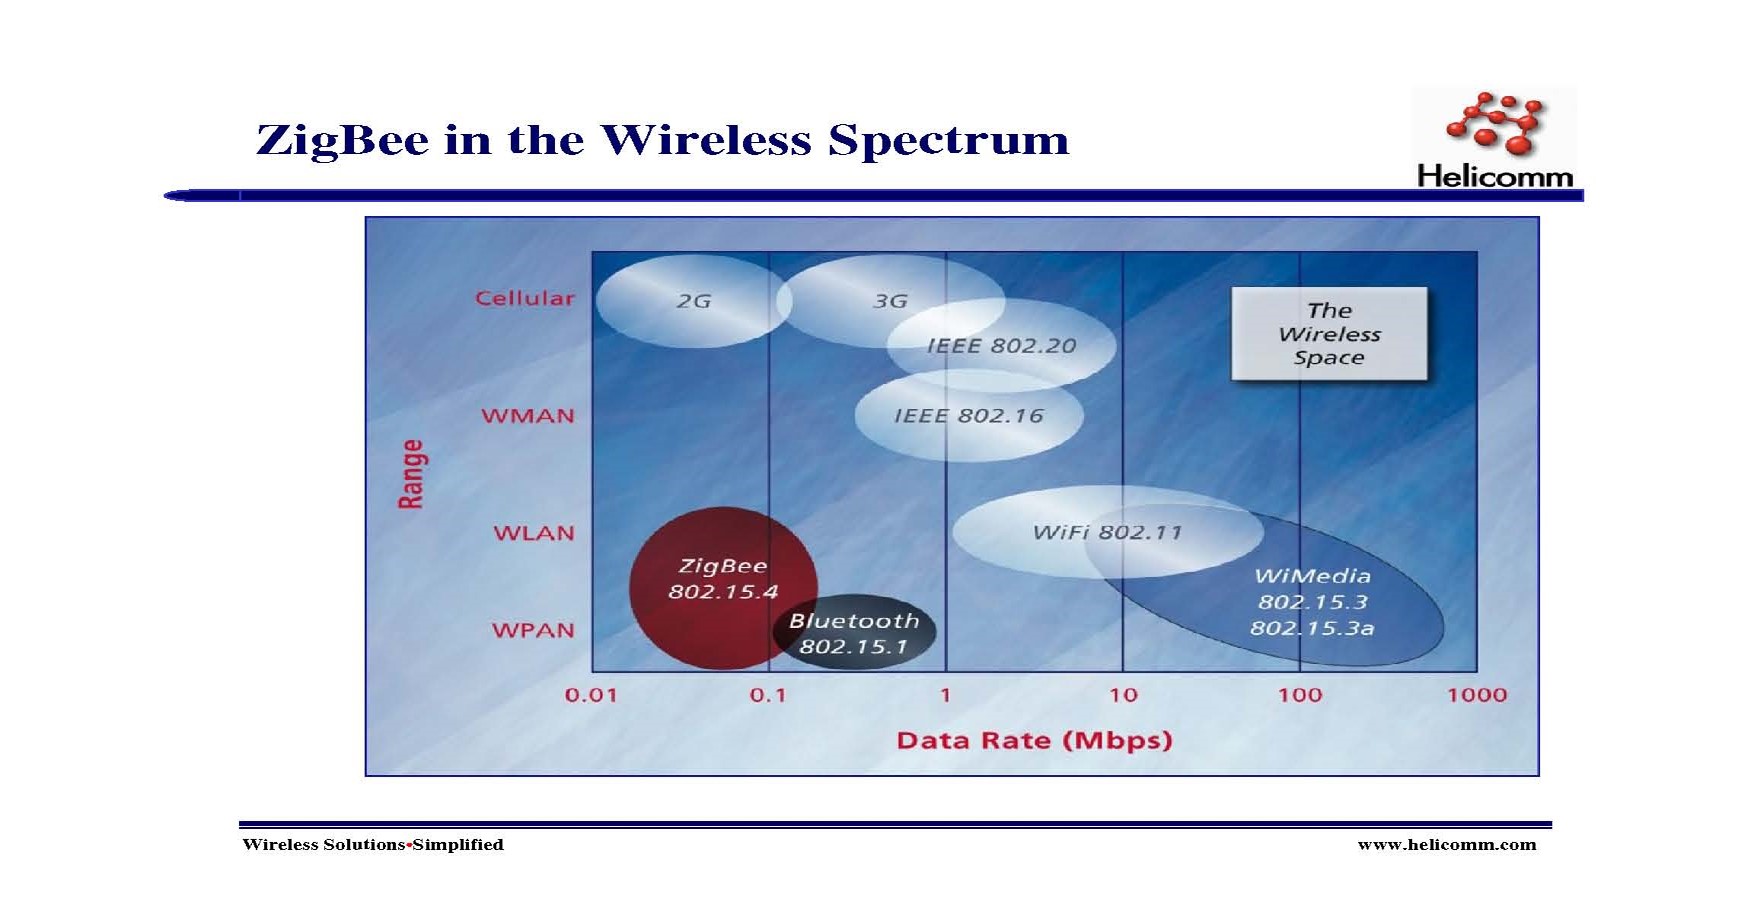 ZigBee in the Wireless Spectrum
Helicomm
Cellular
WMAN
WLAN
WPAN
Range
2G
3G
IEEE 802.20
IEEE 802.16
WiFi 802.11
ZigBee
802.15.4
Bluetooth
802.15.1
WiMedia
802.15.3
802.15.3a
The
Wireless
Space
0.01 0.1 1 10 100 1000
Data Rate (Mbps)
Wireless Solutions•Simplified
www.helicomm.com